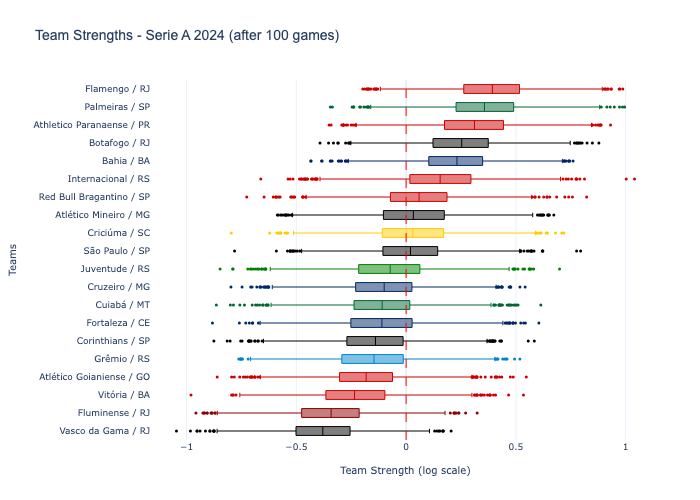 Team Strengths - Serie A 2024 (after 100 games)
Flamengo / RJ
Palmeiras / SP
Athletico Paranaense / PR
Botafogo / RJ
Bahia / BA
Internacional / RS
Red Bull Bragantino / SP
Atlético Mineiro / MG
Criciúma / SC
São Paulo / SP
Juventude / RS
Cruzeiro / MG
Cuiabá / MT
Fortaleza / CE
Corinthians / SP
Grêmio / RS
Atlético Goianiense / GO
Vitória / BA
Fluminense / RJ
Vasco da Gama / RJ
Teams
−1 −0.5 0 0.5 1
Team Strength (log scale)